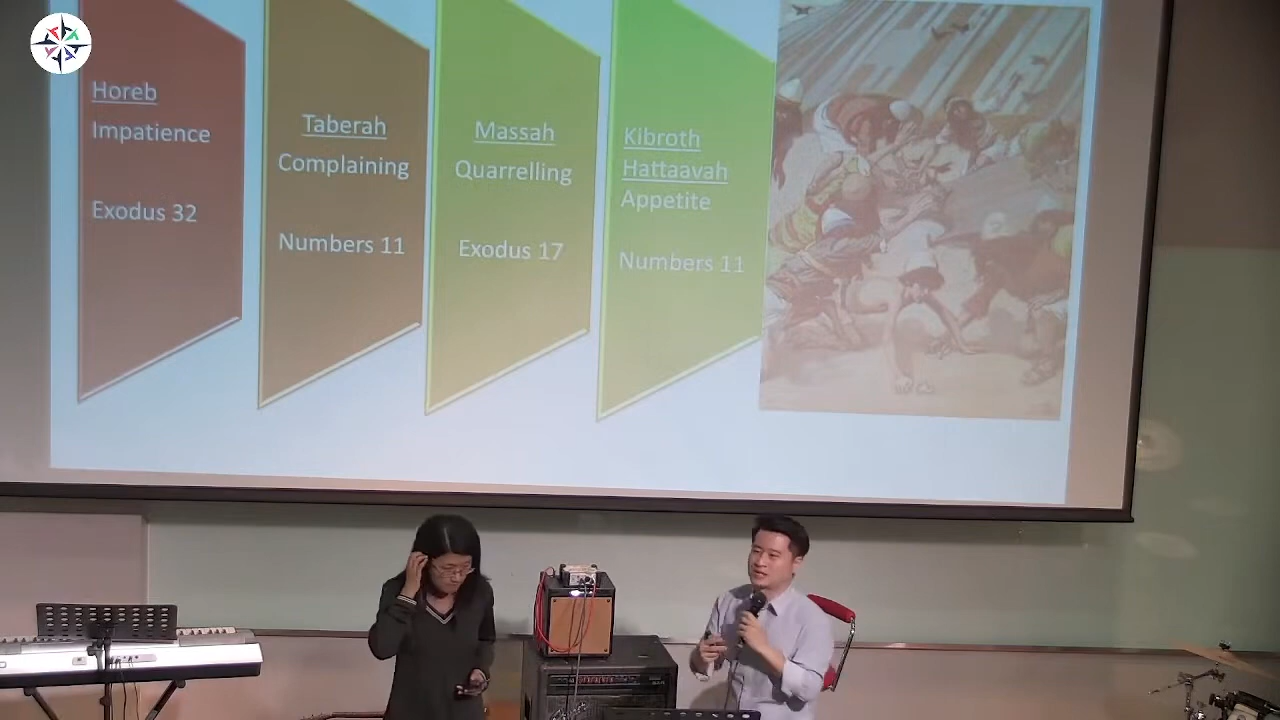 Horeb
Impatience
Exodus 32
Taberah
Complaining
Numbers 11
Massah
Quarrelling
Exodus 17
Kibroth
Hattaavah
Appetite
Numbers 11